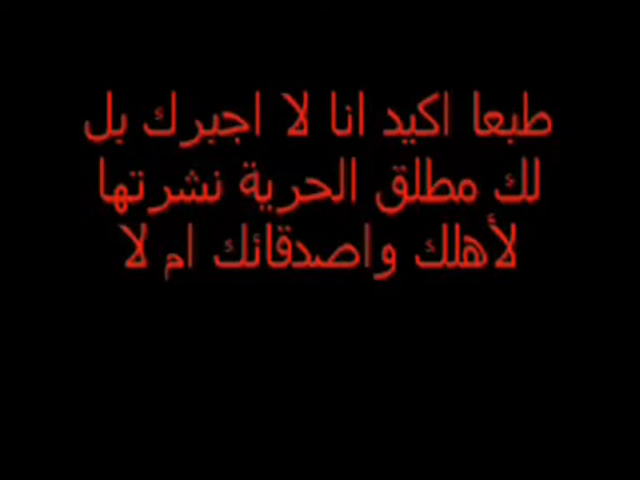 طبعا اكيد انا لا اجبرك بل
لك مطلق الحرية نشرتها
لأهلك واصدقائك ام لا